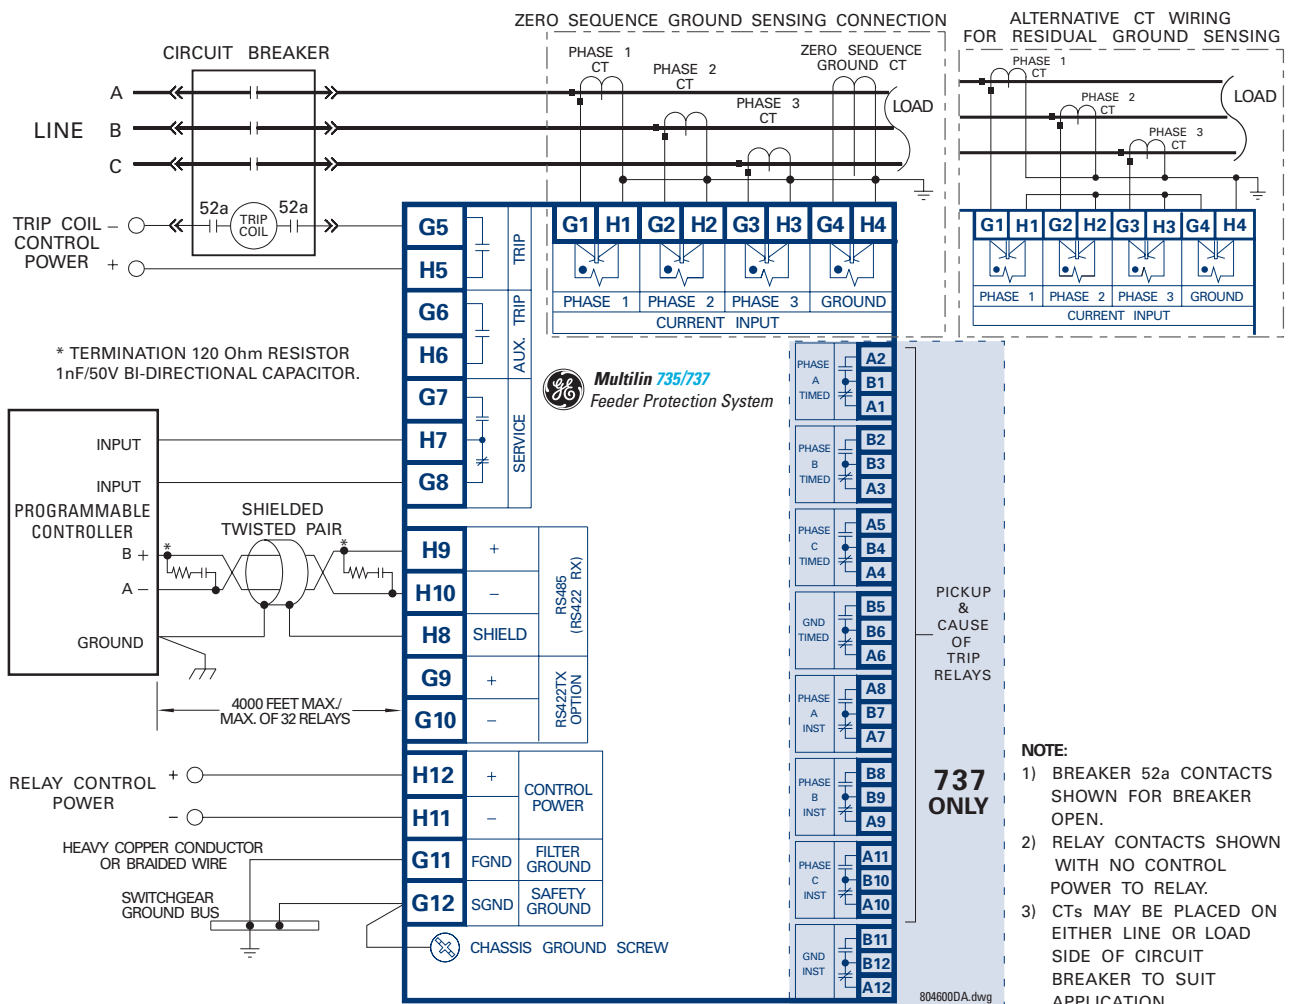 ZERO SEQUENCE GROUND SENSING CONNECTION
ALTERNATIVE CT WIRING
FOR RESIDUAL GROUND SENSING
CIRCUIT BREAKER
PHASE 1
CT
PHASE 2
CT
PHASE 3
CT
ZERO SEQUENCE
GROUND CT
LOAD
PHASE 1
CT
PHASE 2
CT
PHASE 3
CT
LOAD
LINE
A
B
C
TRIP COIL
CONTROL
POWER
–
+
52a
TRIP
COIL
52a
G5
H5
TRIP
G6
H6
AUX. TRIP
G7
H7
G8
SERVICE
G1 H1 G2 H2 G3 H3 G4 H4
PHASE 1 PHASE 2 PHASE 3 GROUND
CURRENT INPUT
G1 H1 G2 H2 G3 H3 G4 H4
PHASE 1 PHASE 2 PHASE 3 GROUND
CURRENT INPUT
* TERMINATION 120 Ohm RESISTOR
1nF/50V BI-DIRECTIONAL CAPACITOR.
GE
Multilin 735/737
Feeder Protection System
INPUT
INPUT
PROGRAMMABLE
CONTROLLER
B +
A –
GROUND
SHIELDED
TWISTED PAIR
*
*
4000 FEET MAX./
MAX. OF 32 RELAYS
H9 +
H10 –
H8 SHIELD
RS485
(RS422 RX)
G9 +
G10 –
RS422TX
OPTION
RELAY CONTROL
POWER
+
–
H12 +
H11 –
CONTROL
POWER
HEAVY COPPER CONDUCTOR
OR BRAIDED WIRE
SWITCHGEAR
GROUND BUS
G11 FGND
FILTER
GROUND
G12 SGND
SAFETY
GROUND
CHASSIS GROUND SCREW
PHASE
A
TIMED
A2
B1
A1
PHASE
B
TIMED
B2
B3
A3
PHASE
C
TIMED
A5
B4
A4
GND
TIMED
B5
B6
A6
PHASE
A
INST
A8
B7
A7
PHASE
B
INST
B8
B9
A9
PHASE
C
INST
A11
B10
A10
GND
INST
B11
B12
A12
PICKUP
&
CAUSE
OF
TRIP
RELAYS
737
ONLY
804600DA.dwg
NOTE:
1) BREAKER 52a CONTACTS
SHOWN FOR BREAKER
OPEN.
2) RELAY CONTACTS SHOWN
WITH NO CONTROL
POWER TO RELAY.
3) CTs MAY BE PLACED ON
EITHER LINE OR LOAD
SIDE OF CIRCUIT
BREAKER TO SUIT
APPLICATION